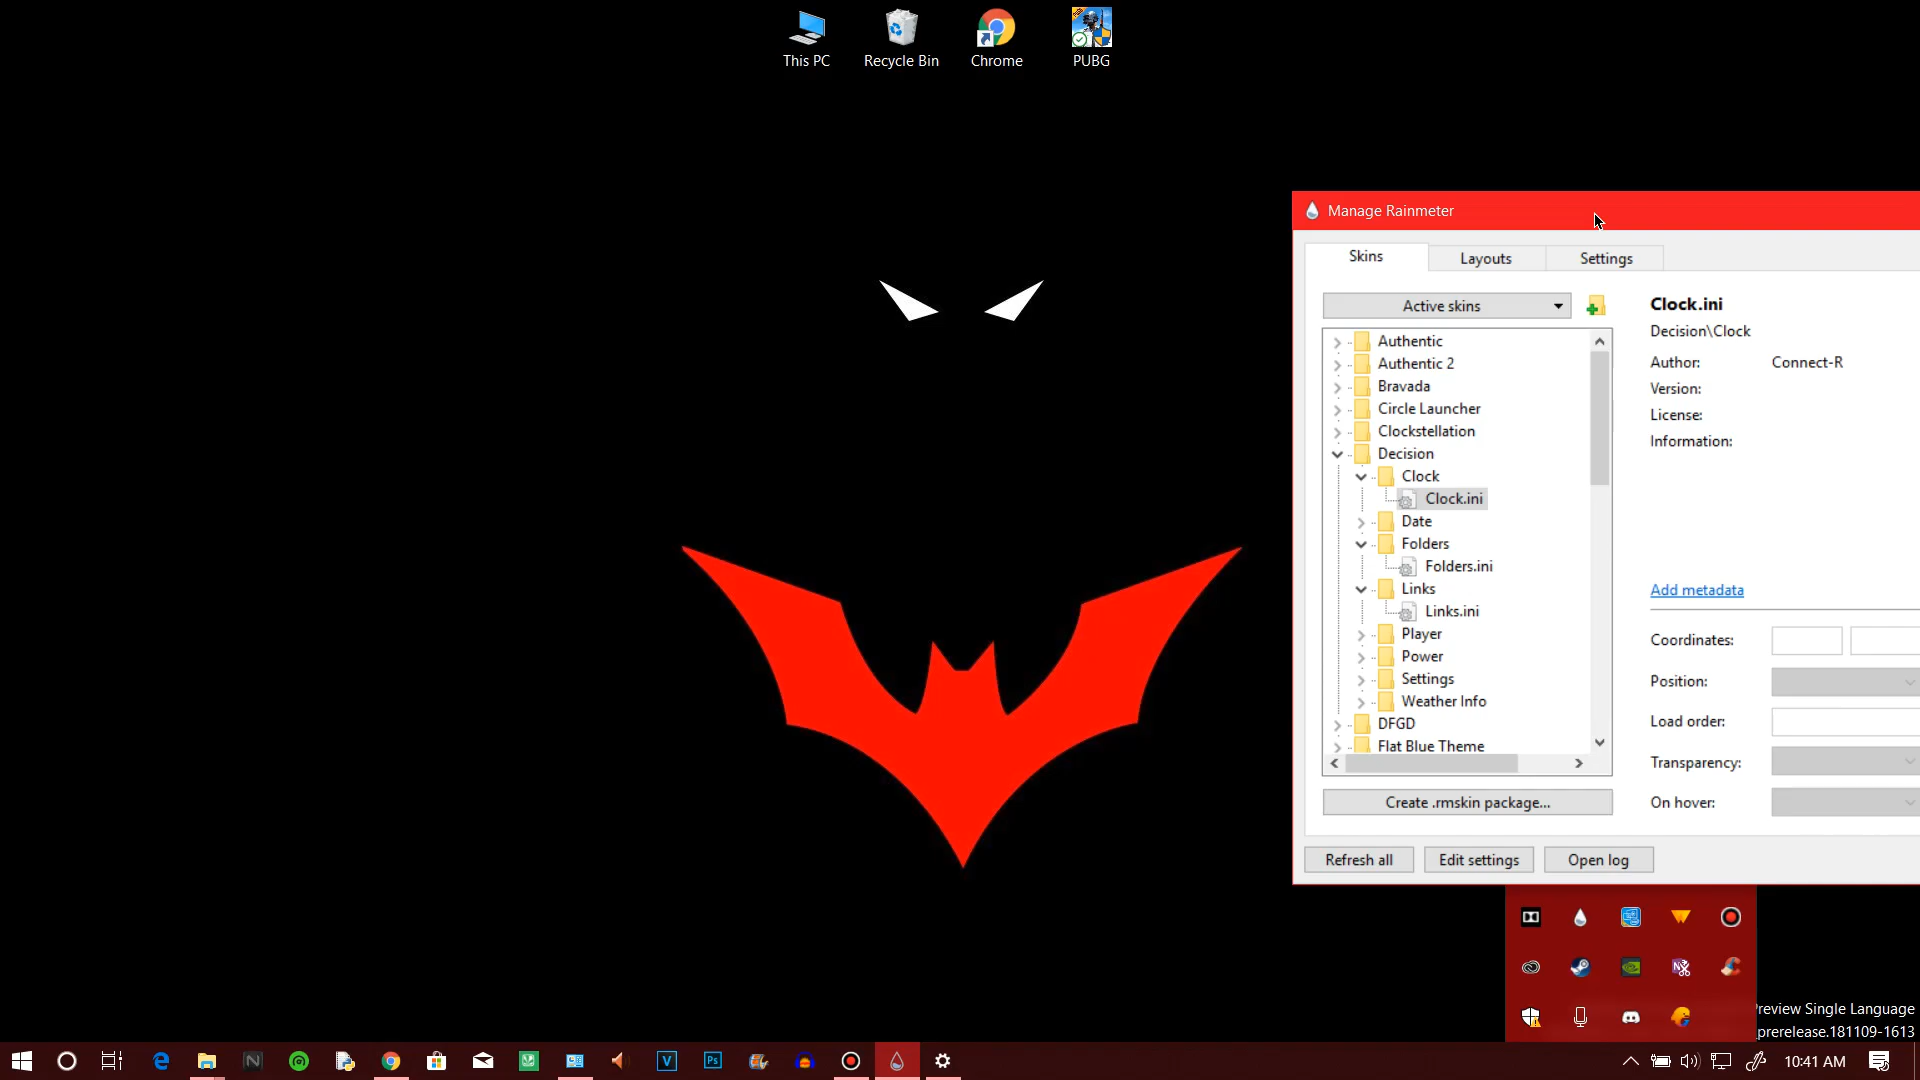 This PC
Recycle Bin
Chrome
PUBG
Manage Rainmeter
Skins
Layouts
Settings
Active skins
Authentic
Authentic 2
Bravada
Circle Launcher
Clockstellation
Decision
Clock
Clock.ini
Date
Folders
Folders.ini
Links
Links.ini
Player
Power
Settings
Weather Info
DFGD
Flat Blue Theme
Create .rmskin package...
Clock.ini
Decision\Clock
Author: Connect-R
Version:
License:
Information:
Add metadata
Coordinates:
Position:
Load order:
Transparency:
On hover:
Refresh all
Edit settings
Open log
Preview Single Language
prerelease.181109-1613
10:41 AM